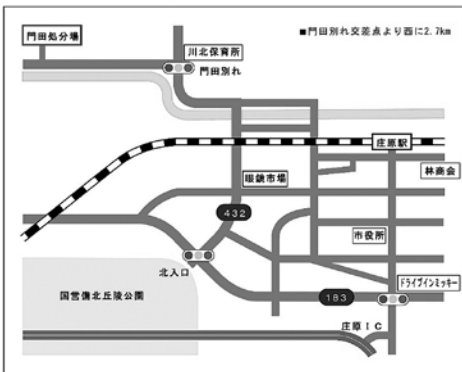 ■門田別れ交差点より西に2.7km
門田処分場
川北保育所
門田別れ
庄原駅
林商会
眼鏡市場
432
市役所
北入口
ドライブインミッキー
国営備北丘陵公園
183
庄原IC